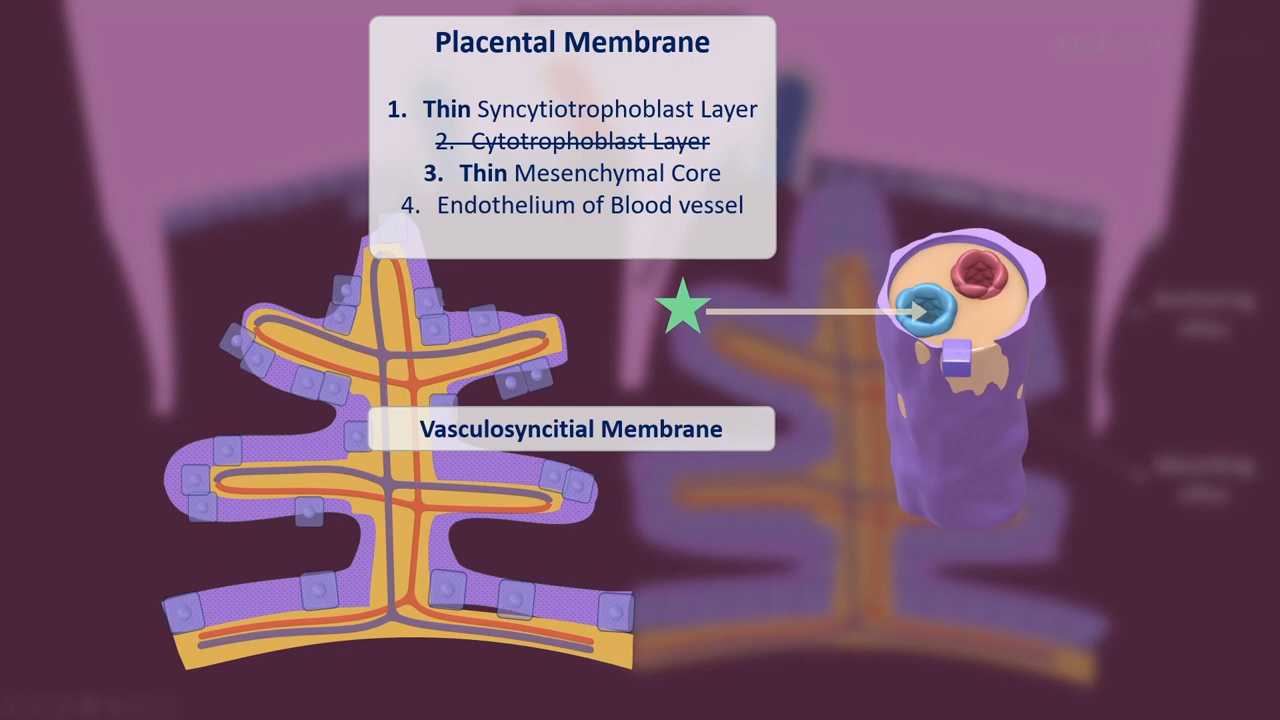 Placental Membrane
1. Thin Syncytiotrophoblast Layer
2. Cytotrophoblast Layer
3. Thin Mesenchymal Core
4. Endothelium of Blood vessel
Vasculosyncitial Membrane